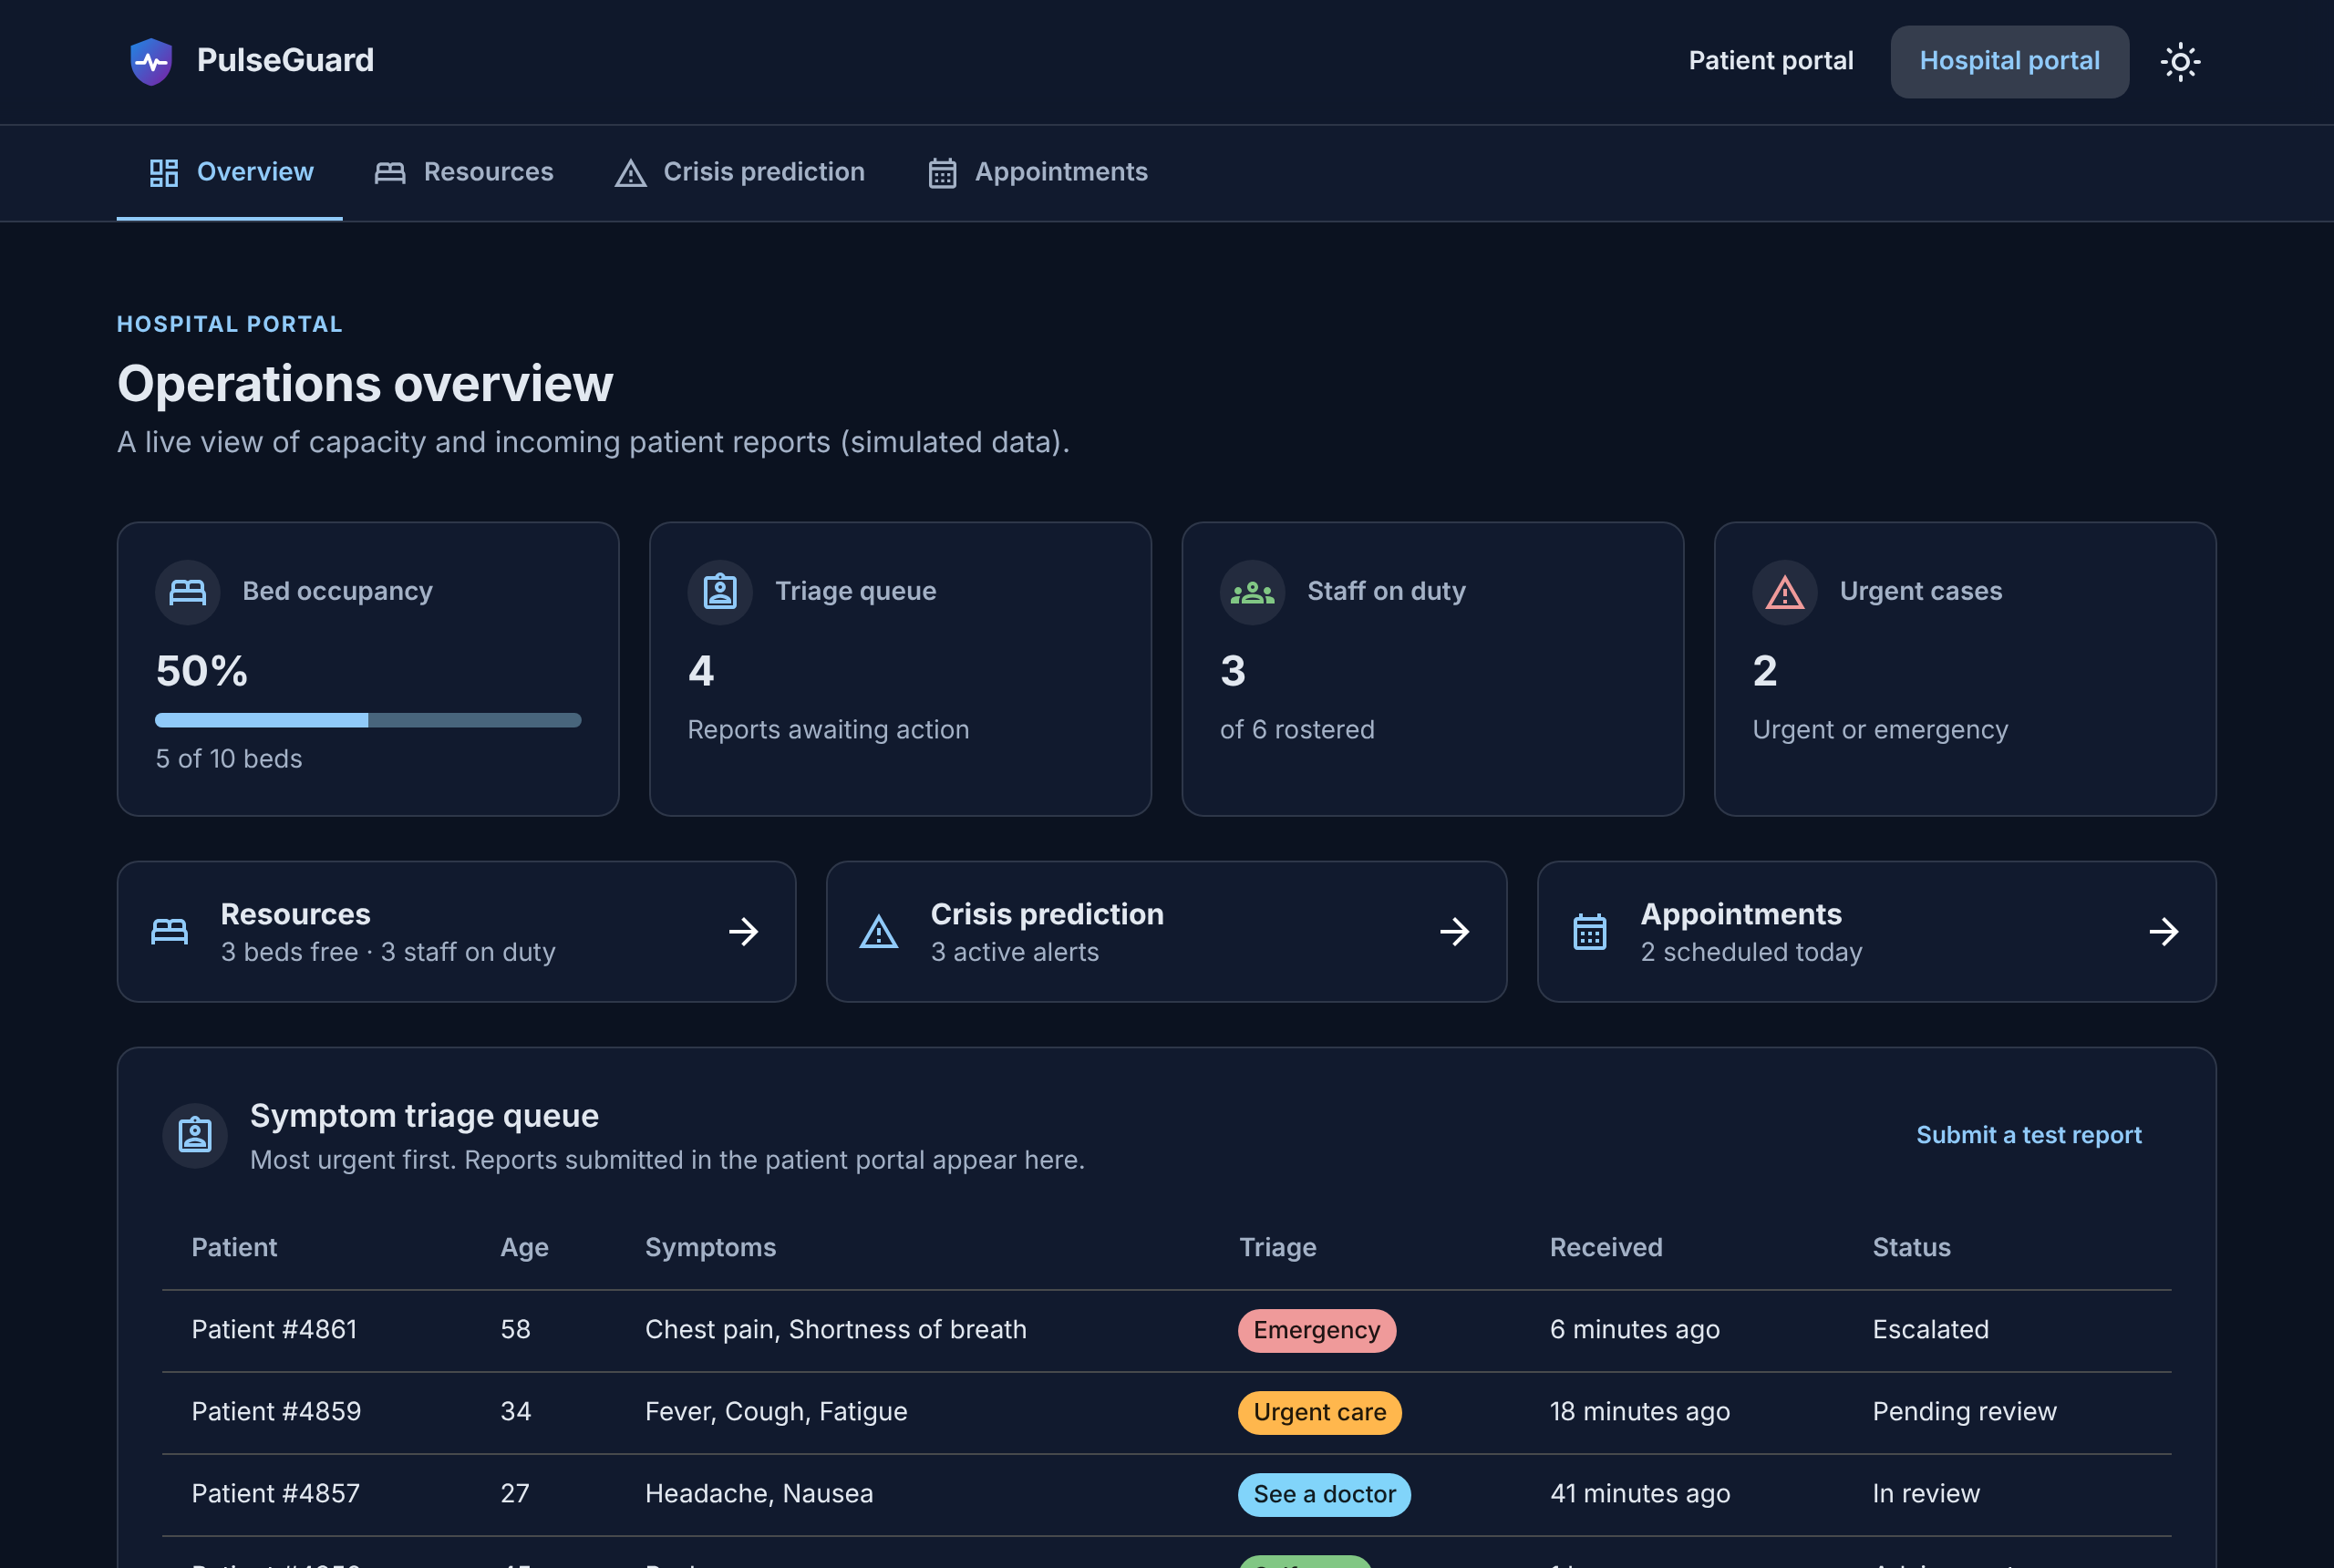 PulseGuard
Patient portal
Hospital portal
Overview
Resources
Crisis prediction
Appointments
HOSPITAL PORTAL
Operations overview
A live view of capacity and incoming patient reports (simulated data).
Bed occupancy
50%
5 of 10 beds
Triage queue
4
Reports awaiting action
Staff on duty
3
of 6 rostered
Urgent cases
2
Urgent or emergency
Resources
3 beds free · 3 staff on duty
Crisis prediction
3 active alerts
Appointments
2 scheduled today
Symptom triage queue
Most urgent first. Reports submitted in the patient portal appear here.
Submit a test report
Patient Age Symptoms Triage Received Status
Patient #4861 58 Chest pain, Shortness of breath Emergency 6 minutes ago Escalated
Patient #4859 34 Fever, Cough, Fatigue Urgent care 18 minutes ago Pending review
Patient #4857 27 Headache, Nausea See a doctor 41 minutes ago In review